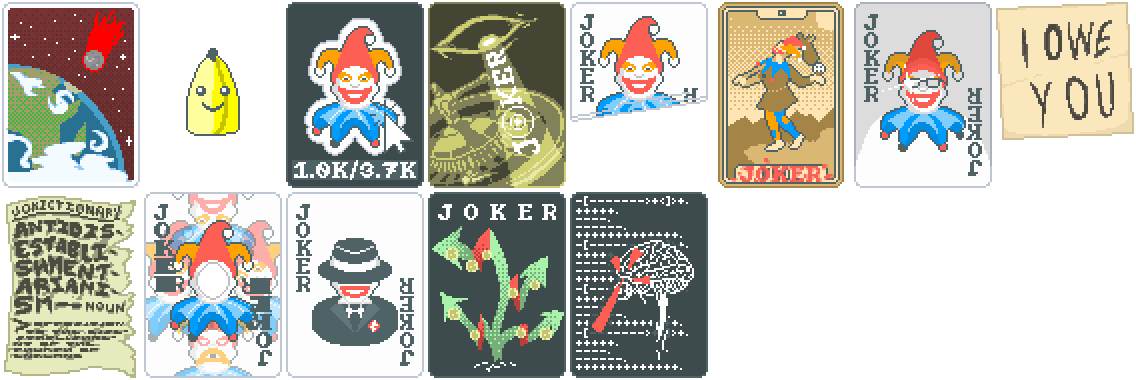 1.0K/3.7K
JOKER
JOKER
JOKER
JOKER
JOKER
I OWE
YOU
JOKICTIONARY
ANTIDIS-
ESTABLI-
SHMENT-
ARIANI-
SM--NOUN
JOKER
JOKER
JOKER
JOKER
JOKER